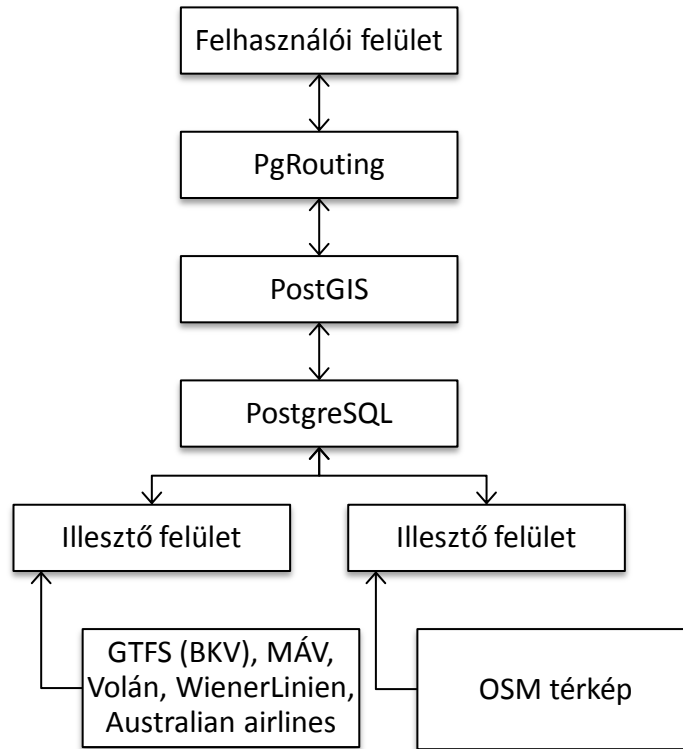 Felhasználói felület
PgRouting
PostGIS
PostgreSQL
Illesztő felület
Illesztő felület
GTFS (BKV), MÁV,
Volán, WienerLinien,
Australian airlines
OSM térkép